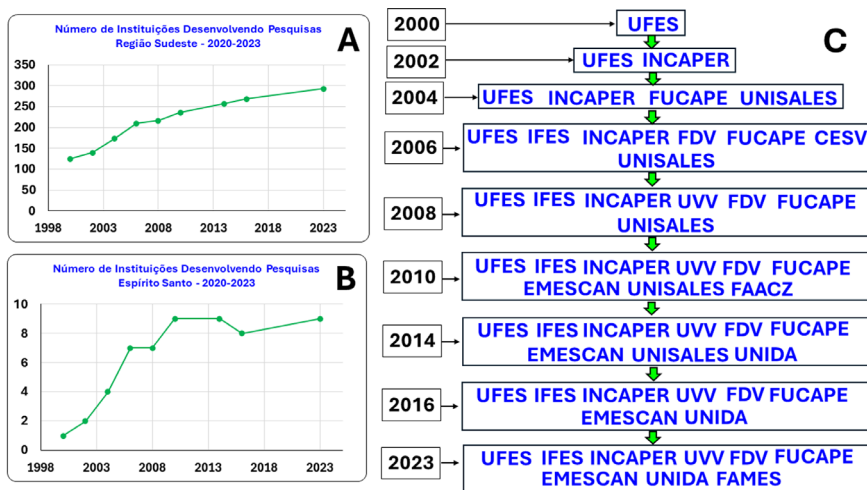 Número de Instituições Desenvolvendo Pesquisas
Região Sudeste - 2020-2023
A
350
300
250
200
150
100
50
0
1998 2003 2008 2013 2018 2023
Número de Instituições Desenvolvendo Pesquisas
Espírito Santo - 2020-2023
B
10
8
6
4
2
0
1998 2003 2008 2013 2018 2023
C
2000 UFES
2002 UFES INCAPER
2004 UFES INCAPER FUCAPE UNISALES
2006 UFES IFES INCAPER FDV FUCAPE CESV
UNISALES
2008 UFES IFES INCAPER UVV FDV FUCAPE
UNISALES
2010 UFES IFES INCAPER UVV FDV FUCAPE
EMESCAN UNISALES FAACZ
2014 UFES IFES INCAPER UVV FDV FUCAPE
EMESCAN UNISALES UNIDA
2016 UFES IFES INCAPER UVV FDV FUCAPE
EMESCAN UNIDA
2023 UFES IFES INCAPER UVV FDV FUCAPE
EMESCAN UNIDA FAMES